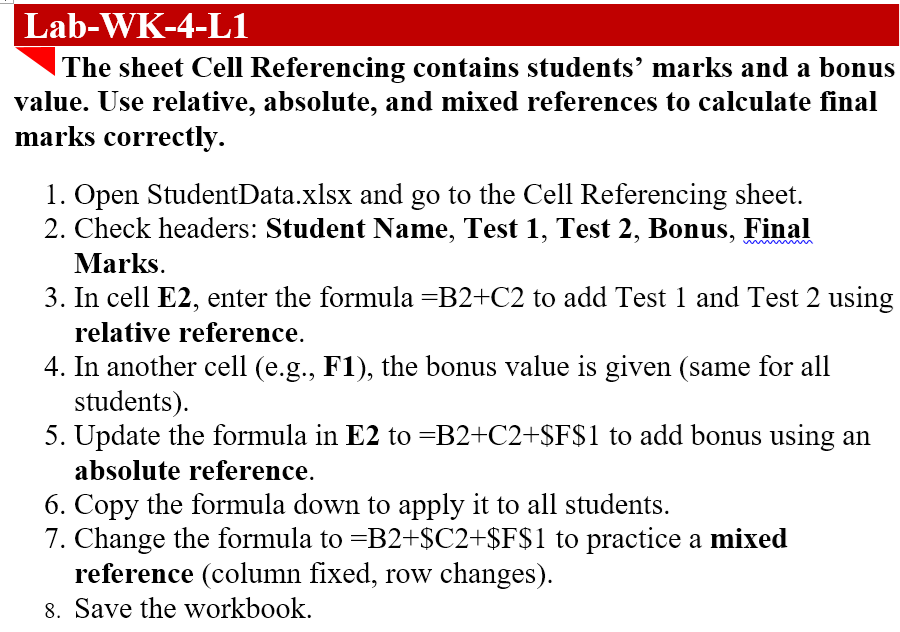 Lab-WK-4-L1
The sheet Cell Referencing contains students’ marks and a bonus
value. Use relative, absolute, and mixed references to calculate final
marks correctly.
1. Open StudentData.xlsx and go to the Cell Referencing sheet.
2. Check headers: Student Name, Test 1, Test 2, Bonus, Final
Marks.
3. In cell E2, enter the formula =B2+C2 to add Test 1 and Test 2 using
relative reference.
4. In another cell (e.g., F1), the bonus value is given (same for all
students).
5. Update the formula in E2 to =B2+C2+$F$1 to add bonus using an
absolute reference.
6. Copy the formula down to apply it to all students.
7. Change the formula to =B2+$C2+$F$1 to practice a mixed
reference (column fixed, row changes).
8. Save the workbook.